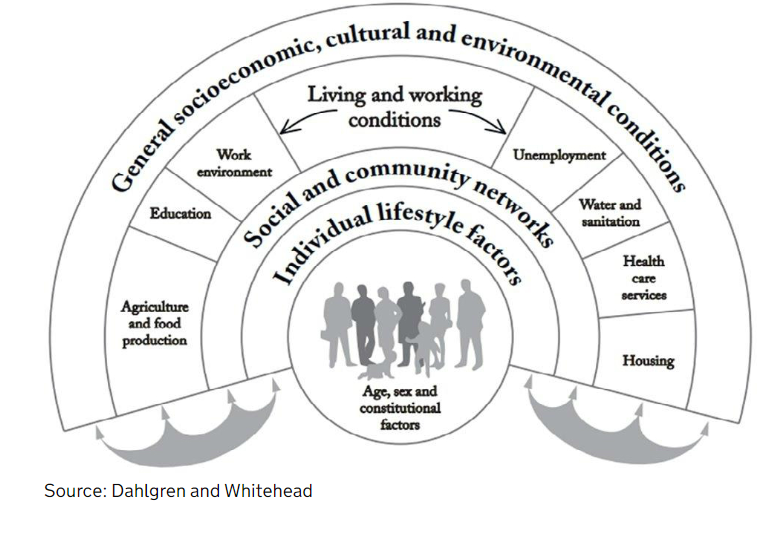 General socioeconomic, cultural and environmental conditions
Living and working
conditions
Work
environment
Unemployment
Education
Water and
sanitation
Agriculture
and food
production
Health
care
services
Housing
Social and community networks
Individual lifestyle factors
Age, sex and
constitutional
factors
Source: Dahlgren and Whitehead